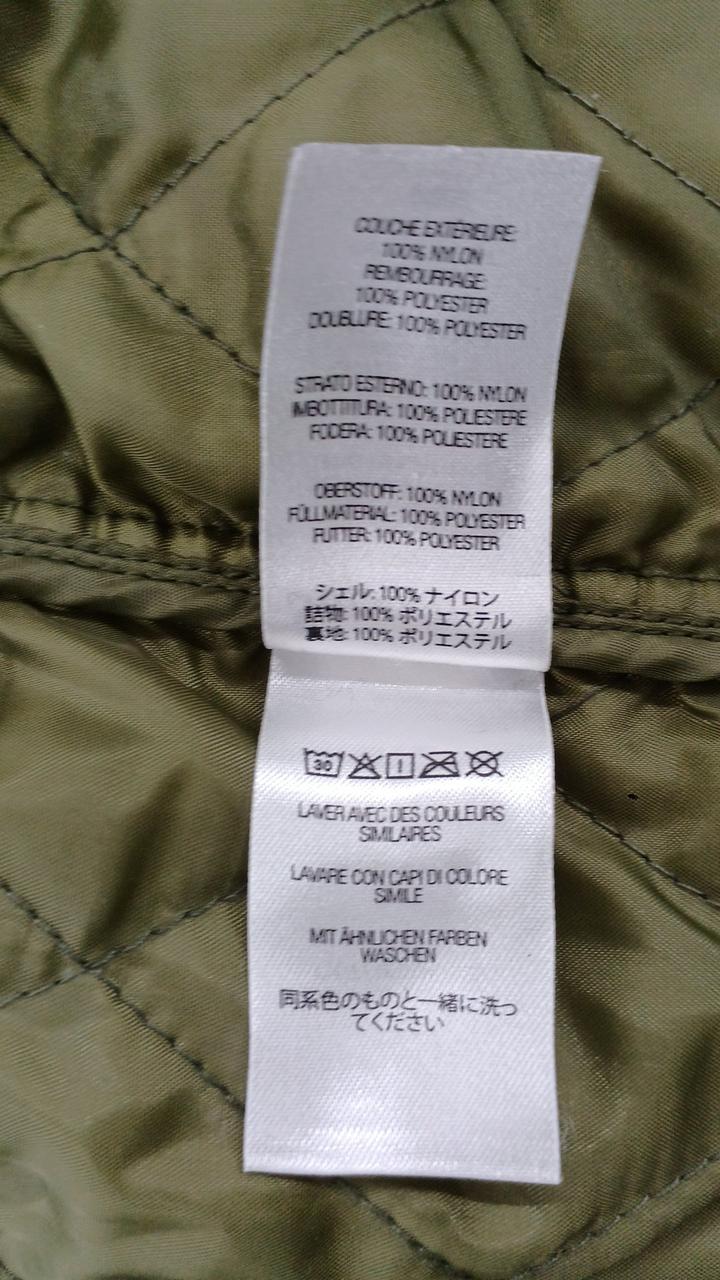 COUCHE EXTÉRIEURE:
100% NYLON
REMBOURRAGE:
100% POLYESTER
DOUBLURE: 100% POLYESTER
STRATO ESTERNO: 100% NYLON
IMBOTTITURA: 100% POLIESTERE
FODERA: 100% POLIESTERE
OBERSTOFF: 100% NYLON
FÜLLMATERIAL: 100% POLYESTER
FUTTER: 100% POLYESTER
シェル: 100% ナイロン
詰物: 100% ポリエステル
裏地: 100% ポリエステル
30
LAVER AVEC DES COULEURS
SIMILAIRES
LAVARE CON CAPI DI COLORE
SIMILE
MIT ÄHNLICHEN FARBEN
WASCHEN
同系色のものと一緒に洗っ
てください